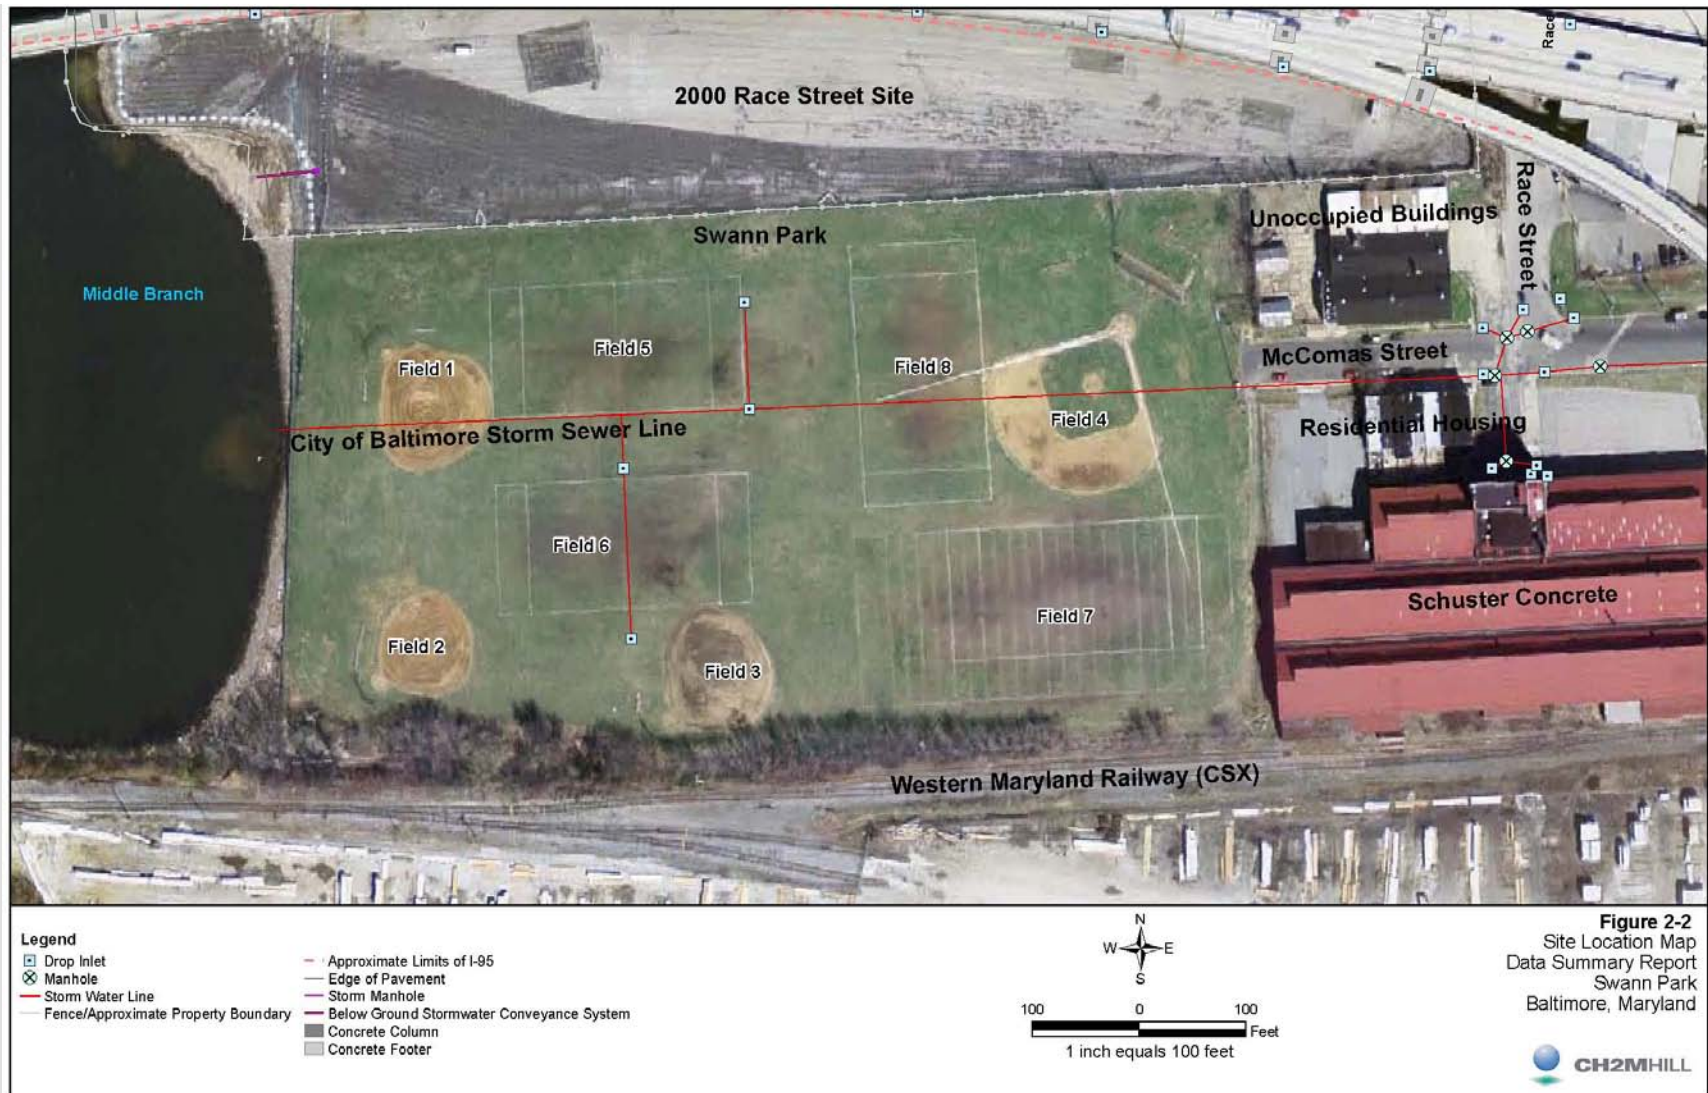 Race
2000 Race Street Site
Race Street
Unoccupied Buildings
Swann Park
Middle Branch
Field 5
McComas Street
Field 1
Field 8
Field 4
Residential Housing
City of Baltimore Storm Sewer Line
Field 6
Schuster Concrete
Field 7
Field 2
Field 3
Western Maryland Railway (CSX)
Legend
Drop Inlet
Manhole
Storm Water Line
Fence/Approximate Property Boundary
Approximate Limits of I-95
Edge of Pavement
Storm Manhole
Below Ground Stormwater Conveyance System
Concrete Column
Concrete Footer
N
W E
S
100 0 100
Feet
1 inch equals 100 feet
Figure 2-2
Site Location Map
Data Summary Report
Swann Park
Baltimore, Maryland
CH2MHILL